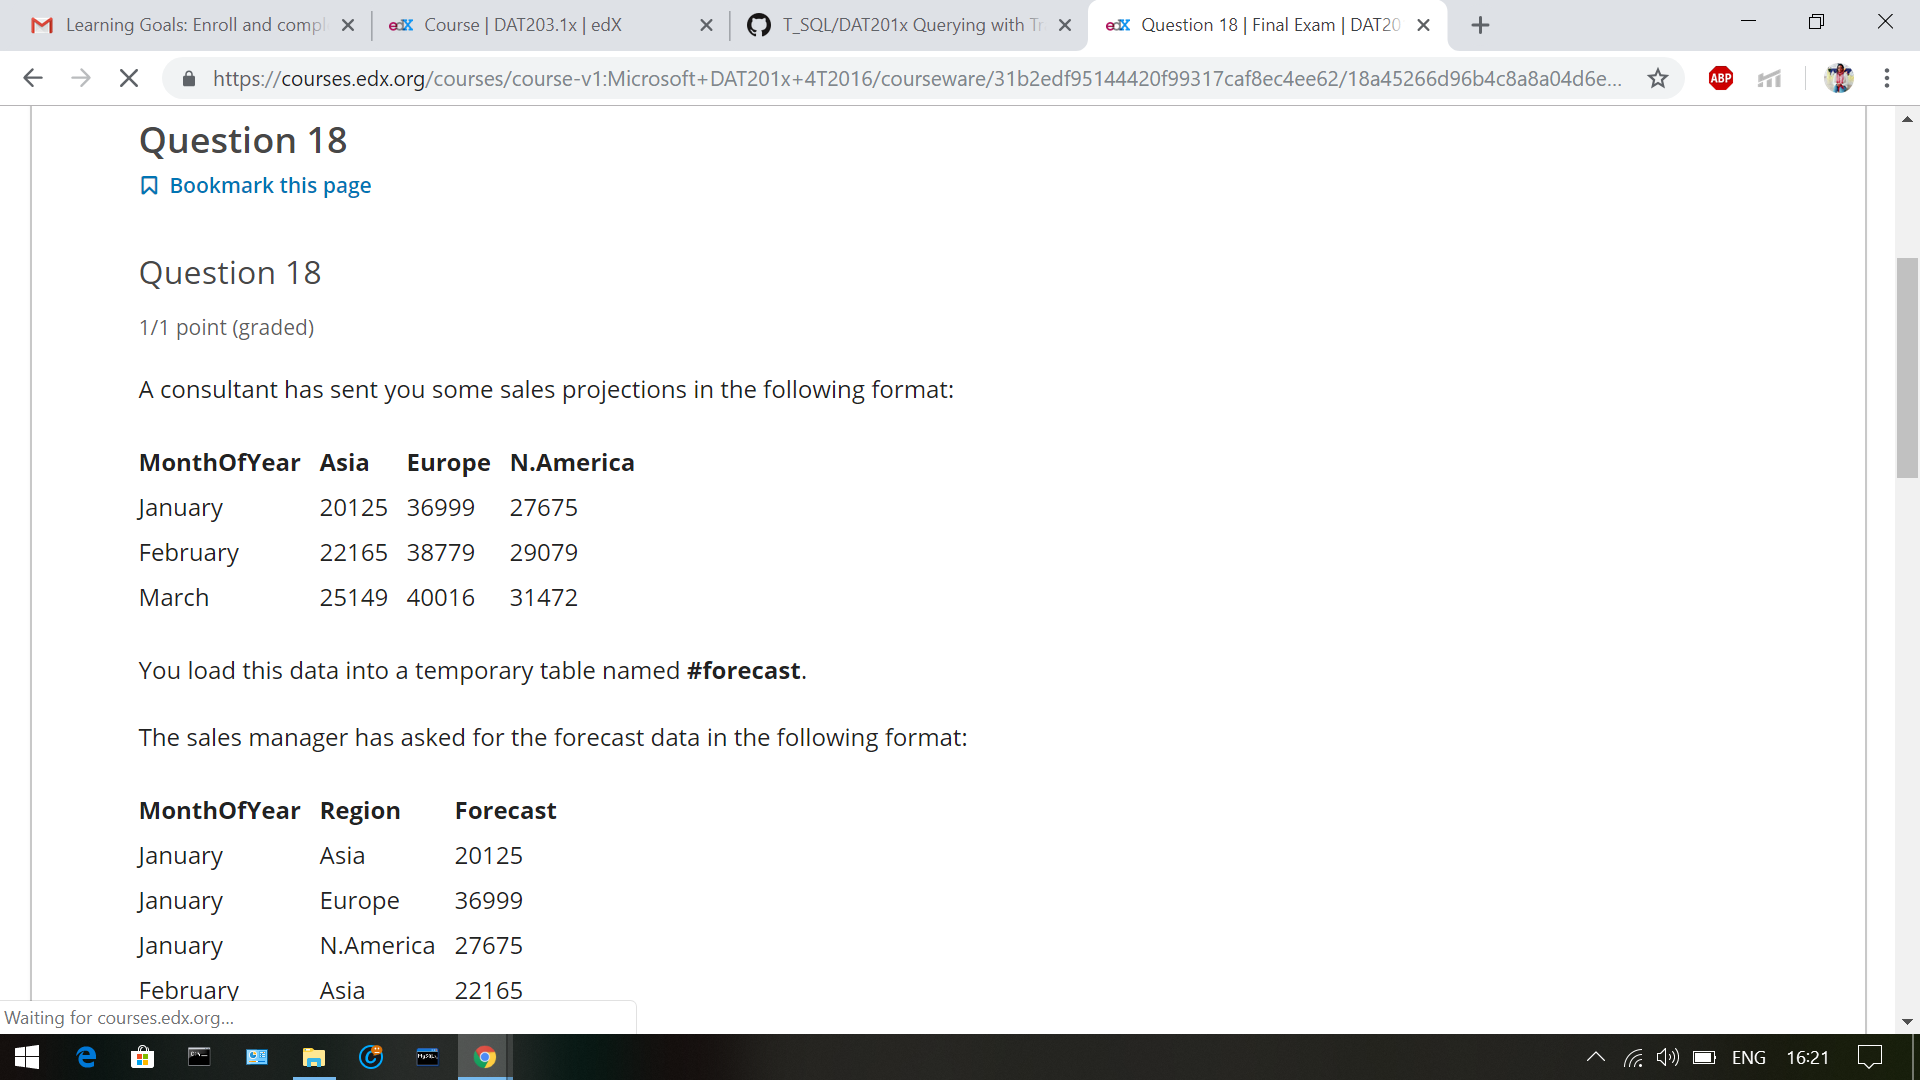 Learning Goals: Enroll and compl
edX Course | DAT203.1x | edX
T_SQL/DAT201x Querying with Tr
edX Question 18 | Final Exam | DAT20
https://courses.edx.org/courses/course-v1:Microsoft+DAT201x+4T2016/courseware/31b2edf95144420f99317caf8ec4ee62/18a45266d96b4c8a8a04d6e...
ABP
Question 18
Bookmark this page
Question 18
1/1 point (graded)
A consultant has sent you some sales projections in the following format:
MonthOfYear Asia Europe N.America
January 20125 36999 27675
February 22165 38779 29079
March 25149 40016 31472
You load this data into a temporary table named #forecast.
The sales manager has asked for the forecast data in the following format:
MonthOfYear Region Forecast
January Asia 20125
January Europe 36999
January N.America 27675
February Asia 22165
Waiting for courses.edx.org...
ENG 16:21